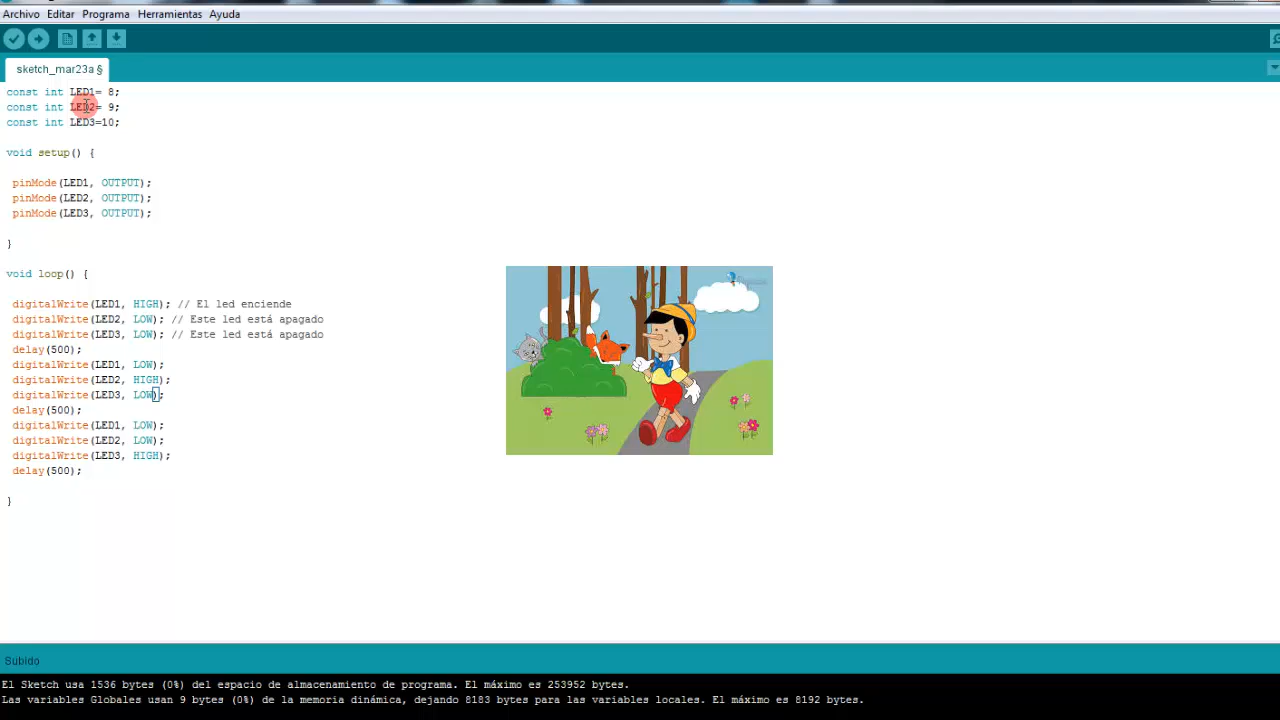 Archivo Editar Programa Herramientas Ayuda
sketch_mar23a §
const int LED1= 8;
const int LED2= 9;
const int LED3=10;
void setup() {
pinMode(LED1, OUTPUT);
pinMode(LED2, OUTPUT);
pinMode(LED3, OUTPUT);
}
void loop() {
digitalWrite(LED1, HIGH); // El led enciende
digitalWrite(LED2, LOW); // Este led está apagado
digitalWrite(LED3, LOW); // Este led está apagado
delay(500);
digitalWrite(LED1, LOW);
digitalWrite(LED2, HIGH);
digitalWrite(LED3, LOW);
delay(500);
digitalWrite(LED1, LOW);
digitalWrite(LED2, LOW);
digitalWrite(LED3, HIGH);
delay(500);
}
Subido
El Sketch usa 1536 bytes (0%) del espacio de almacenamiento de programa. El máximo es 253952 bytes.
Las variables Globales usan 9 bytes (0%) de la memoria dinámica, dejando 8183 bytes para las variables locales. El máximo es 8192 bytes.